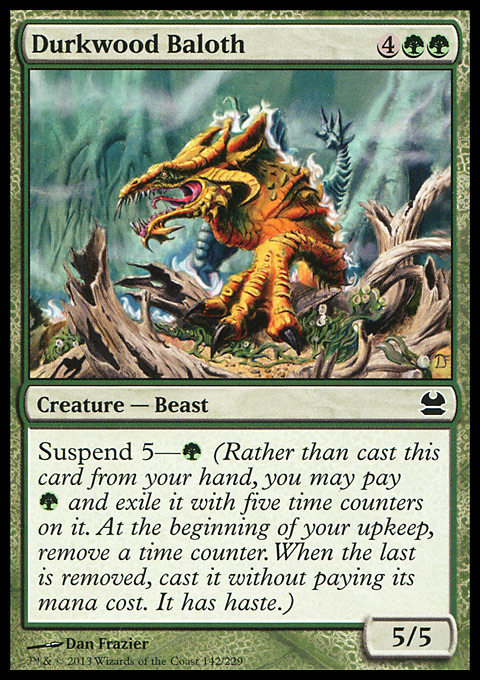 Durkwood Baloth 4
Creature — Beast
Suspend 5— (Rather than cast this
card from your hand, you may pay
and exile it with five time counters
on it. At the beginning of your upkeep,
remove a time counter. When the last
is removed, cast it without paying its
mana cost. It has haste.)
DF
Dan Frazier
5/5
™ & © 2013 Wizards of the Coast 142/229